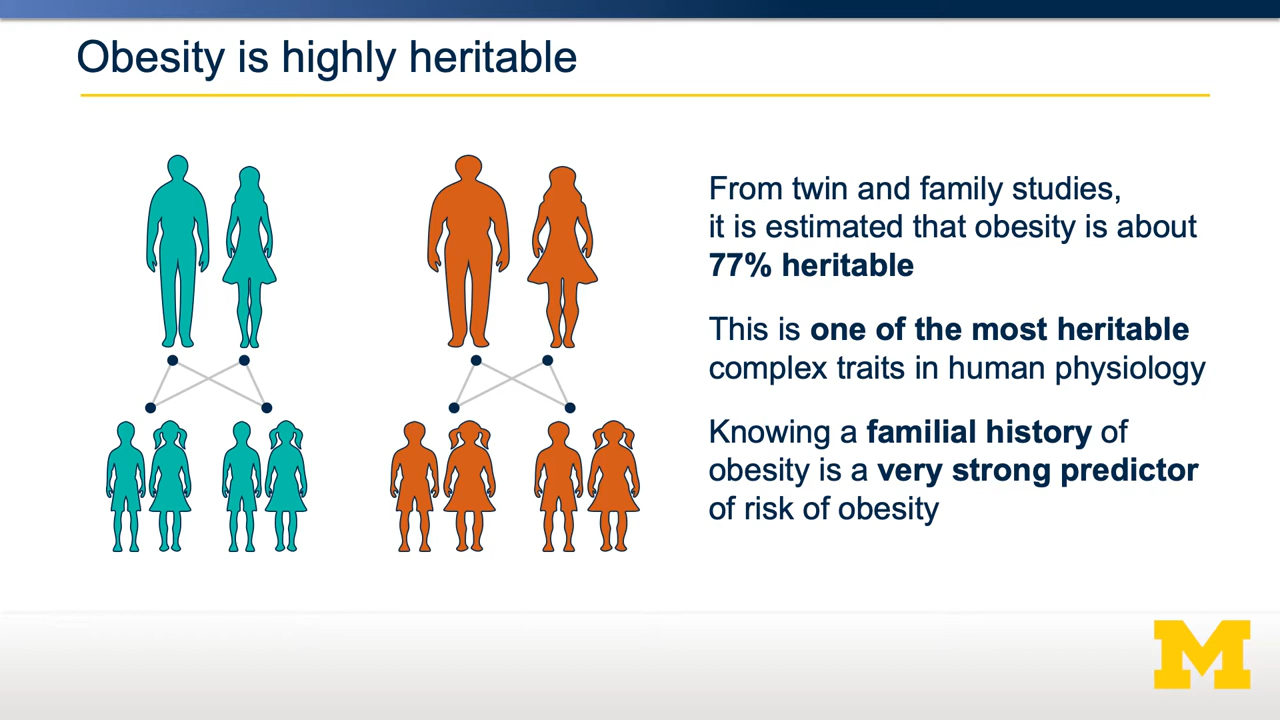 Obesity is highly heritable
From twin and family studies,
it is estimated that obesity is about
77% heritable
This is one of the most heritable
complex traits in human physiology
Knowing a familial history of
obesity is a very strong predictor
of risk of obesity
M